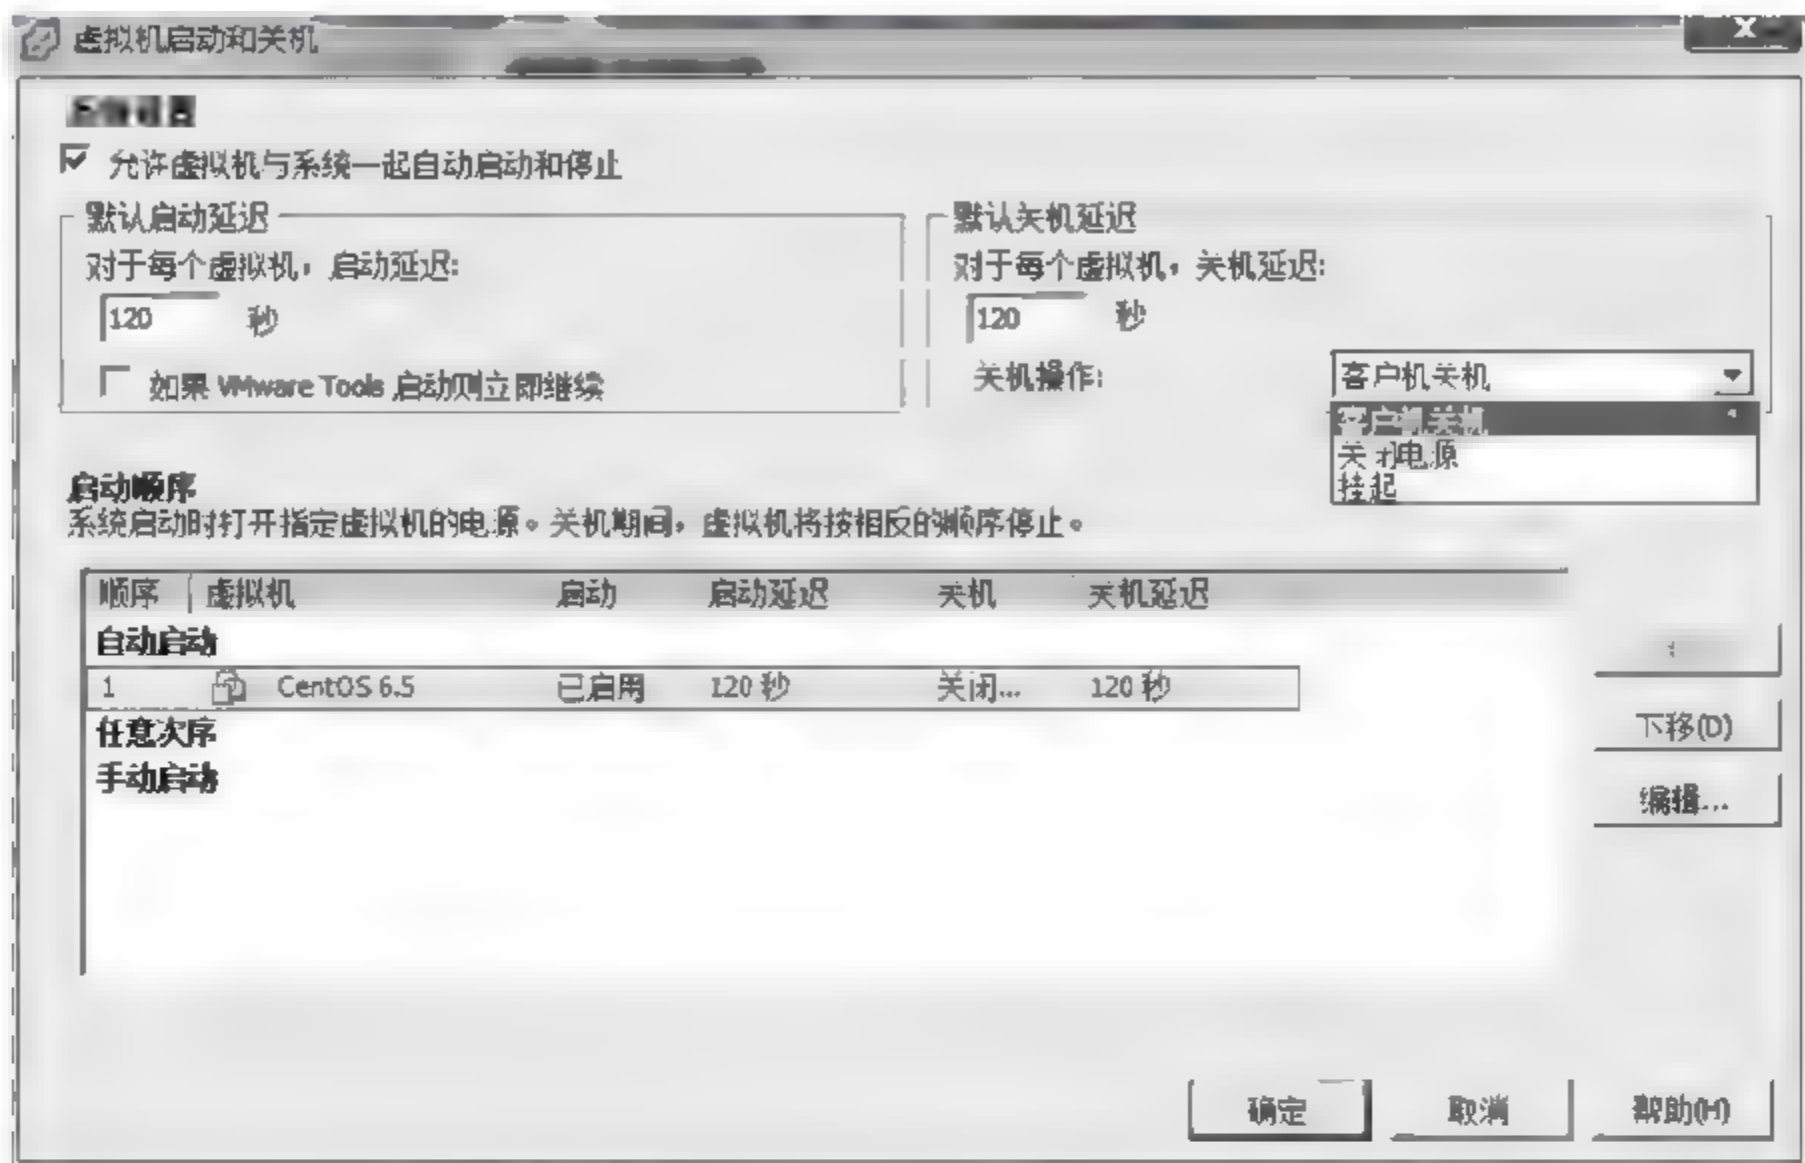 虚拟机启动和关机
系统设置
允许虚拟机与系统一起自动启动和停止
默认启动延迟
对于每个虚拟机，启动延迟:
120 秒
如果 VMware Tools 启动则立即继续
默认关机延迟
对于每个虚拟机，关机延迟:
120 秒
关机操作: 客户机关机
客户机关机
关闭电源
挂起
启动顺序
系统启动时打开指定虚拟机的电源。关机期间，虚拟机将按相反的顺序停止。
顺序 虚拟机 启动 启动延迟 关机 关机延迟
自动启动
1 CentOS 6.5 已启用 120 秒 关闭... 120 秒
任意次序
手动启动
下移(D)
编辑...
确定 取消 帮助(H)